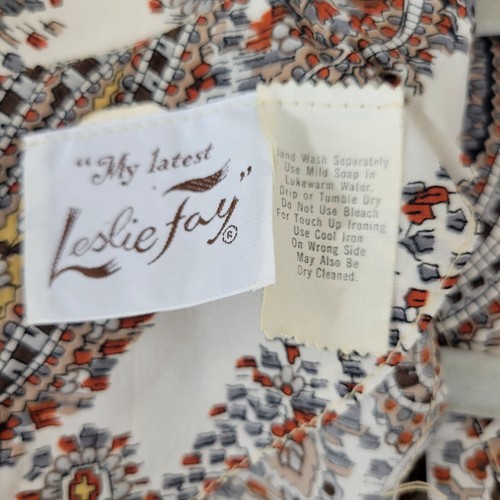 "My latest
Leslie Fay"®
Hand Wash Separately
Use Mild Soap In
Lukewarm Water.
Drip or Tumble Dry
Do Not Use Bleach
For Touch Up Ironing
Use Cool Iron
On Wrong Side
May Also Be
Dry Cleaned.